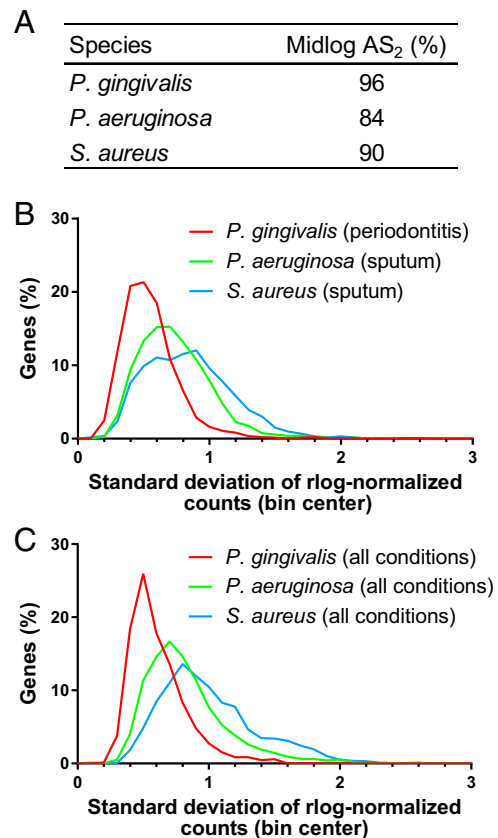 A
Species Midlog AS₂ (%)
P. gingivalis 96
P. aeruginosa 84
S. aureus 90
B
30
20
10
0
Genes (%)
P. gingivalis (periodontitis)
P. aeruginosa (sputum)
S. aureus (sputum)
0 1 2 3
Standard deviation of rlog-normalized
counts (bin center)
C
30
20
10
0
Genes (%)
P. gingivalis (all conditions)
P. aeruginosa (all conditions)
S. aureus (all conditions)
0 1 2 3
Standard deviation of rlog-normalized
counts (bin center)